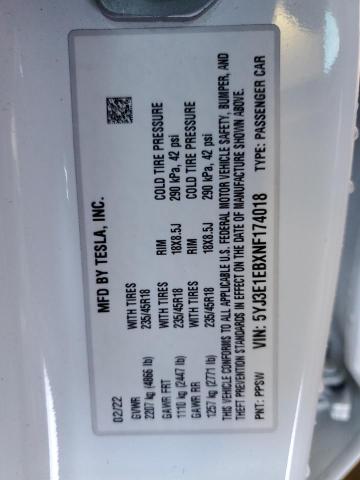 MFD BY TESLA, INC.
02/22
GVWR
2207 kg (4866 lb)
GAWR FRT WITH TIRES RIM COLD TIRE PRESSURE
1110 kg (2447 lb) 235/45R18 18X8.5J 290 kPa, 42 psi
GAWR RR WITH TIRES RIM COLD TIRE PRESSURE
1257 kg (2771 lb) 235/45R18 18X8.5J 290 kPa, 42 psi
THIS VEHICLE CONFORMS TO ALL APPLICABLE U.S. FEDERAL MOTOR VEHICLE SAFETY, BUMPER, AND
THEFT PREVENTION STANDARDS IN EFFECT ON THE DATE OF MANUFACTURE SHOWN ABOVE.
VIN: 5YJ3E1EBXNF174018 TYPE: PASSENGER CAR
PNT: PPSW